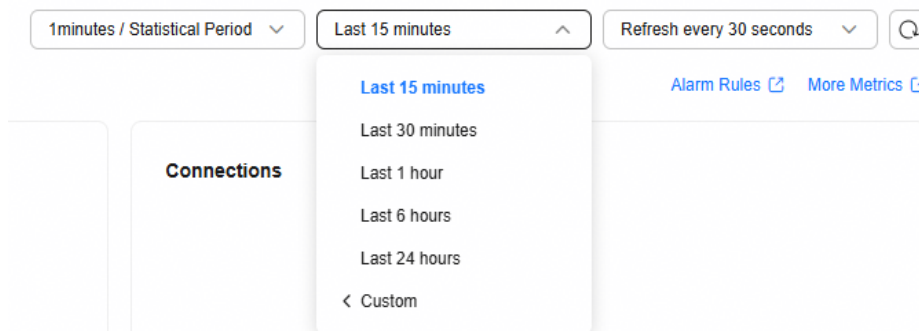 1minutes / Statistical Period Last 15 minutes Refresh every 30 seconds
Alarm Rules More Metrics
Last 15 minutes
Last 30 minutes
Connections
Last 1 hour
Last 6 hours
Last 24 hours
Custom